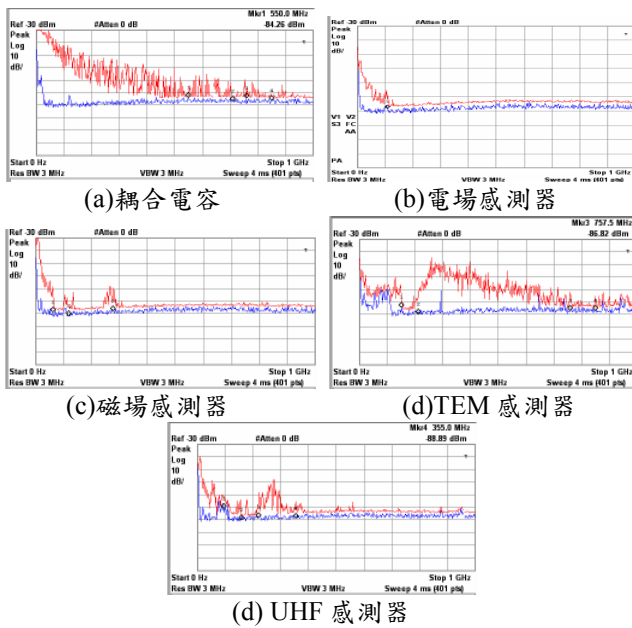 Mkr1 550.0 MHz
Ref -30 dBm #Atten 0 dB -84.26 dBm
Peak
Log
10
dB/
Start 0 Hz Stop 1 GHz
Res BW 3 MHz VBW 3 MHz Sweep 4 ms (401 pts)
(a)耦合電容
Ref -30 dBm #Atten 0 dB
Peak
Log
10
dB/
V1 V2
S3 FC
AA
PA
Start 0 Hz Stop 1 GHz
Res BW 3 MHz VBW 3 MHz Sweep 4 ms (401 pts)
(b)電場感測器
Ref -30 dBm #Atten 0 dB
Peak
Log
10
dB/
Start 0 Hz Stop 1 GHz
Res BW 3 MHz VBW 3 MHz Sweep 4 ms (401 pts)
(c)磁場感測器
Mkr3 757.5 MHz
Ref -30 dBm #Atten 0 dB -86.82 dBm
Peak
Log
10
dB/
Start 0 Hz Stop 1 GHz
Res BW 3 MHz VBW 3 MHz Sweep 4 ms (401 pts)
(d)TEM 感測器
Mkr4 355.0 MHz
Ref -30 dBm #Atten 0 dB -88.89 dBm
Peak
Log
10
dB/
Start 0 Hz Stop 1 GHz
Res BW 3 MHz VBW 3 MHz Sweep 4 ms (401 pts)
(d) UHF 感測器